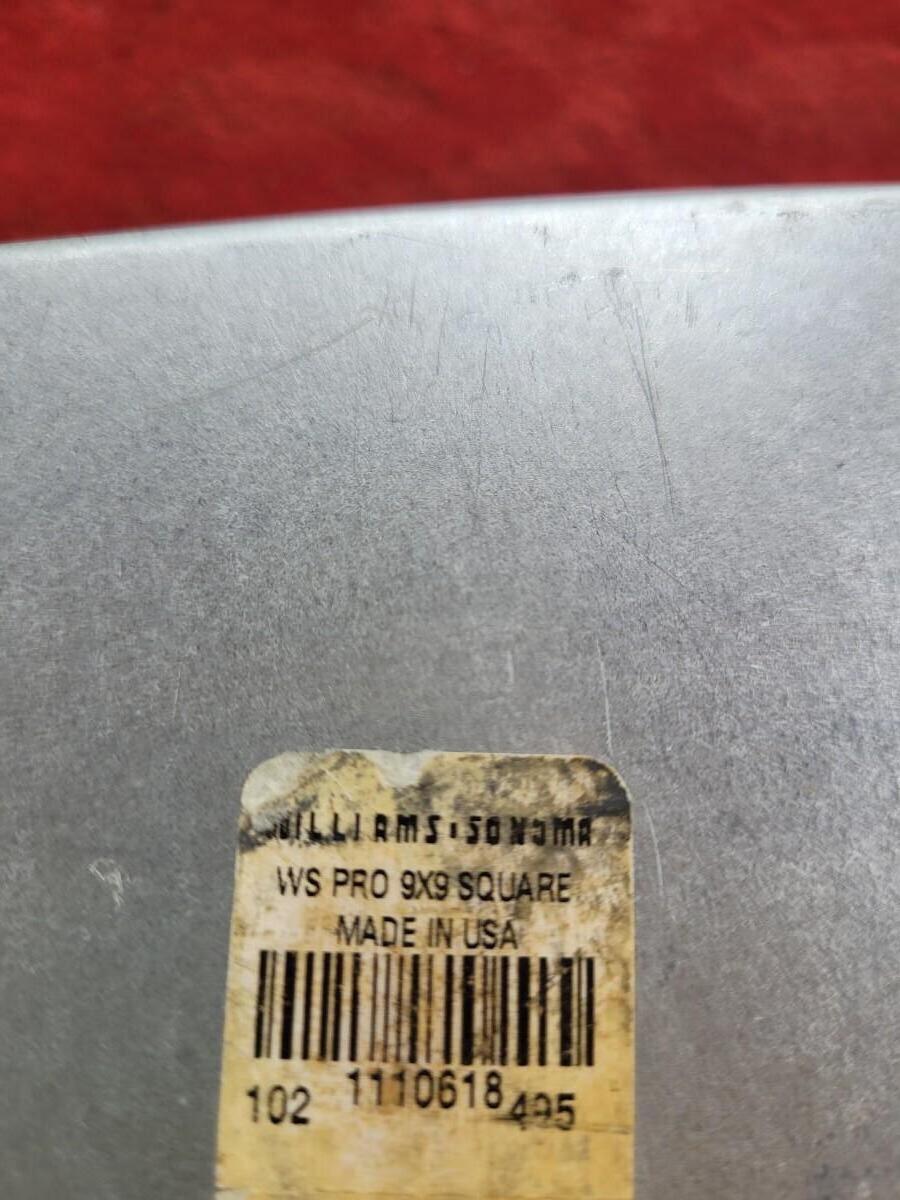 WILLIAMS-SONOMA
WS PRO 9X9 SQUARE
MADE IN USA
102 1110618 495